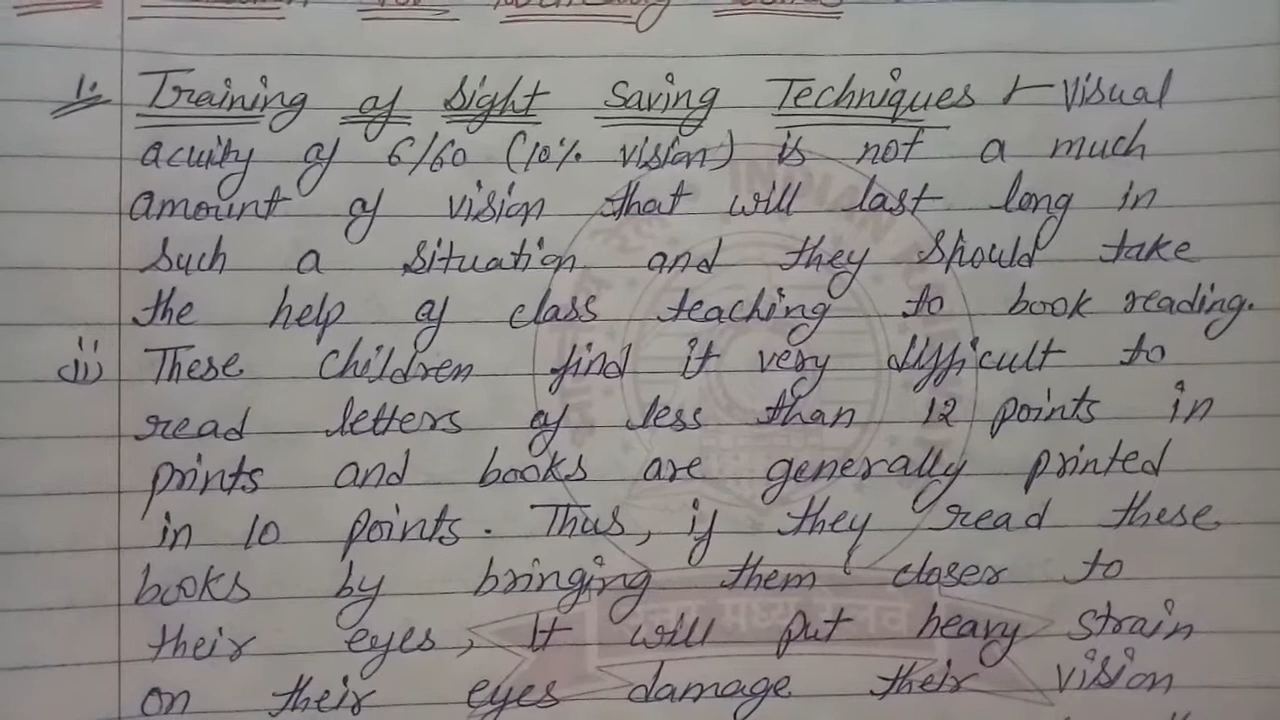 1. Training of Sight Saving Techniques :- Visual
acuity of 6/60 (10% vision) is not a much
amount of vision that will last long in
such a situation and they should take
the help of class teaching to book reading.
(ii) These children find it very difficult to
read letters of less than 12 points in
prints and books are generally printed
in 10 points. Thus, if they read these
books by bringing them closer to
their eyes, It will put heavy strain
on their eyes damage their vision